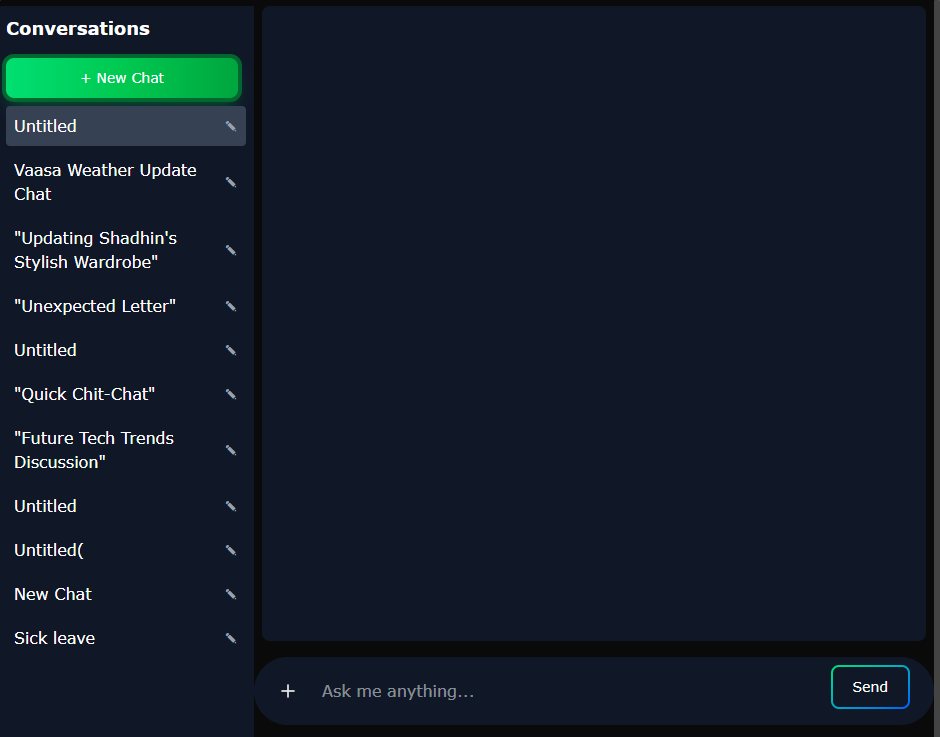 Conversations
+ New Chat
Untitled
Vaasa Weather Update
Chat
"Updating Shadhin's
Stylish Wardrobe"
"Unexpected Letter"
Untitled
"Quick Chit-Chat"
"Future Tech Trends
Discussion"
Untitled
Untitled(
New Chat
Sick leave
+ Ask me anything... Send